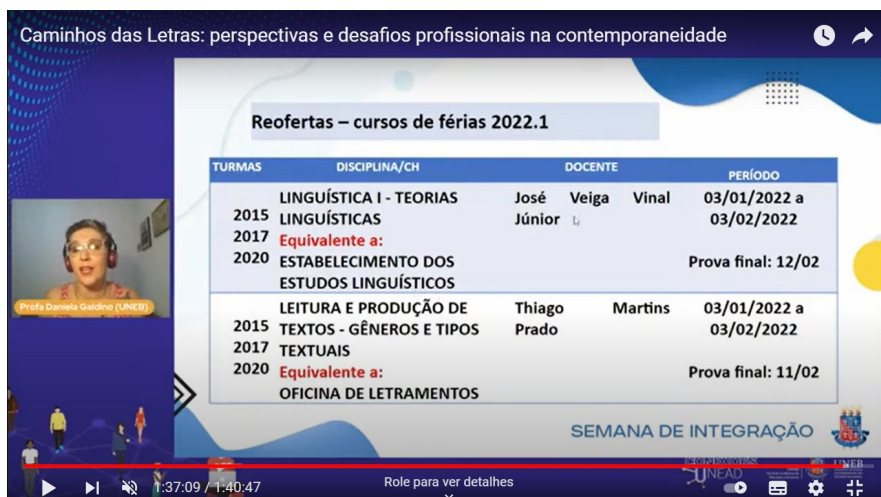 Caminhos das Letras: perspectivas e desafios profissionais na contemporaneidade
Reofertas – cursos de férias 2022.1
TURMAS DISCIPLINA/CH DOCENTE PERÍODO
2015
2017
2020
LINGUÍSTICA I - TEORIAS
LINGUÍSTICAS
Equivalente a:
ESTABELECIMENTO DOS
ESTUDOS LINGUÍSTICOS
José Veiga Vinal
Júnior
03/01/2022 a
03/02/2022
Prova final: 12/02
2015
2017
2020
LEITURA E PRODUÇÃO DE
TEXTOS - GÊNEROS E TIPOS
TEXTUAIS
Equivalente a:
OFICINA DE LETRAMENTOS
Thiago Martins
Prado
03/01/2022 a
03/02/2022
Prova final: 11/02
Profa Daniela Galdino (UNEB)
SEMANA DE INTEGRAÇÃO
UNEAD
UNEB
1:37:09 / 1:40:47
Role para ver detalhes